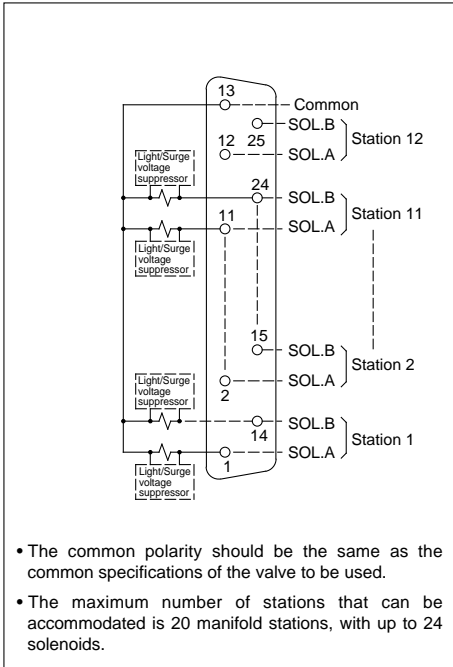 13
Common
SOL.B
12 25 Station 12
SOL.A
Light/Surge
voltage
suppressor
24
SOL.B
11 Station 11
SOL.A
Light/Surge
voltage
suppressor
15
SOL.B
Station 2
2 SOL.A
Light/Surge
voltage
suppressor
SOL.B
14 Station 1
SOL.A
1
Light/Surge
voltage
suppressor
• The common polarity should be the same as the
common specifications of the valve to be used.
• The maximum number of stations that can be
accommodated is 20 manifold stations, with up to 24
solenoids.